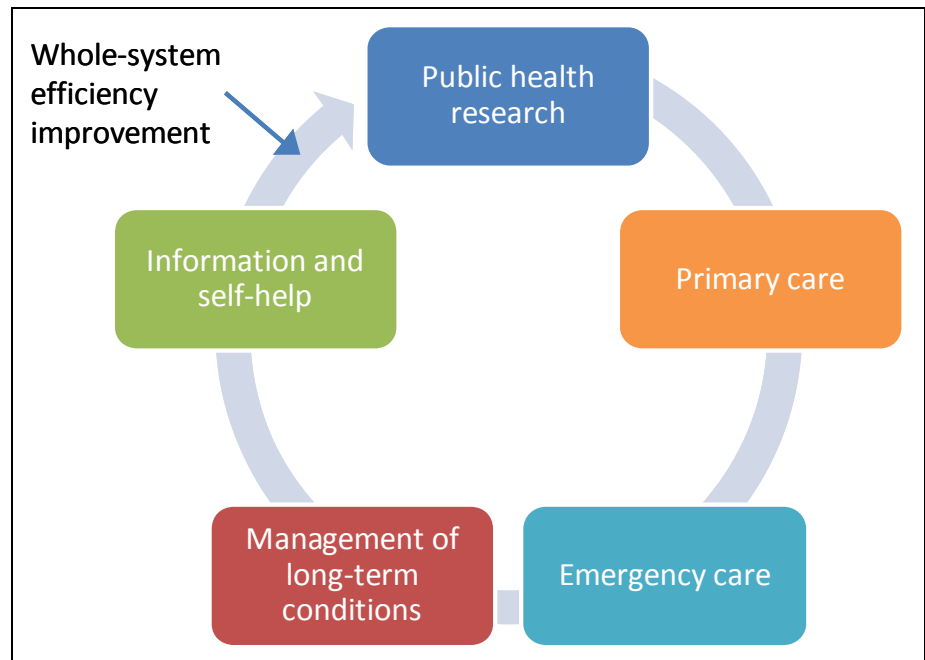 Whole-system
efficiency
improvement
Public health
research
Primary care
Emergency care
Management of
long-term
conditions
Information and
self-help